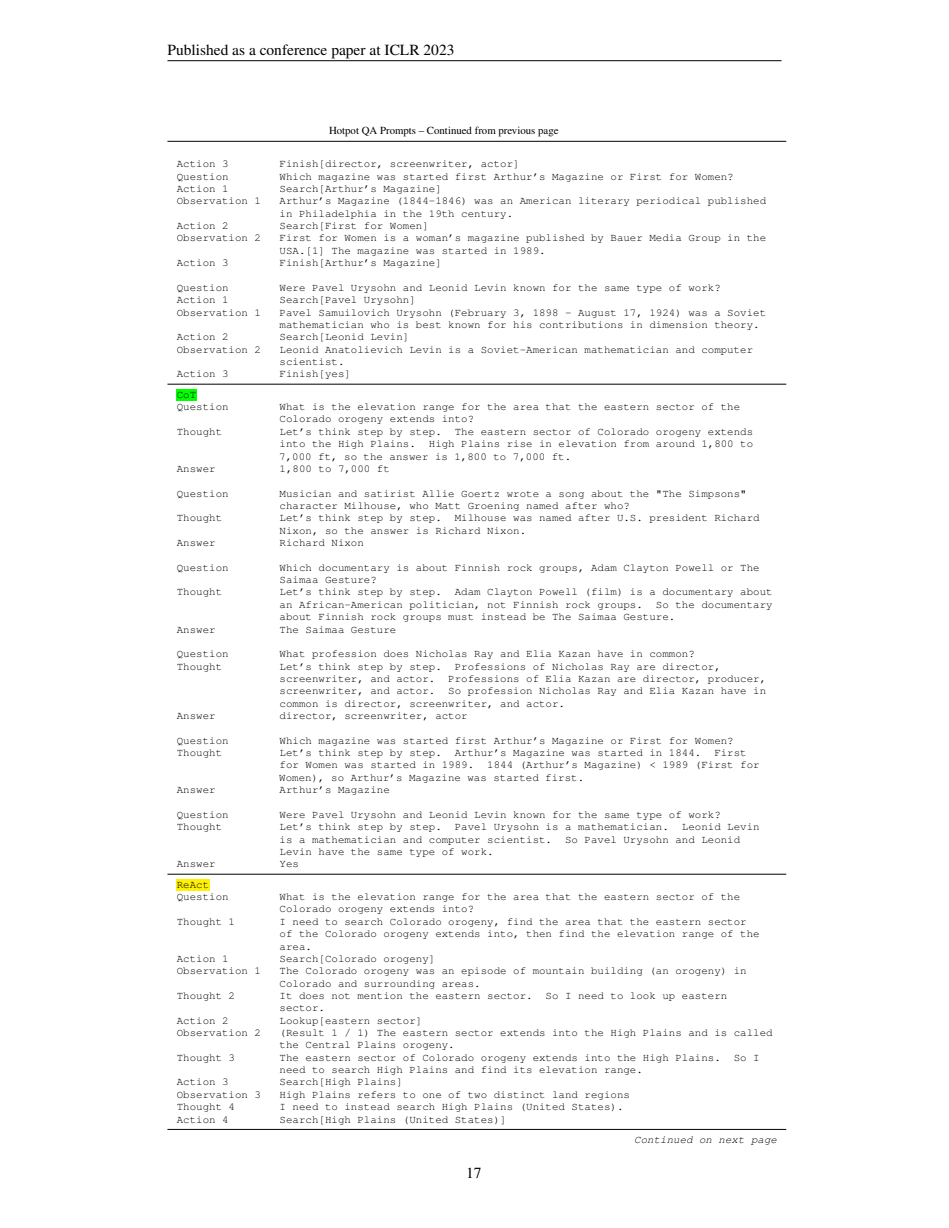 Published as a conference paper at ICLR 2023
Hotpot QA Prompts – Continued from previous page
Action 3 Finish[director, screenwriter, actor]
Question Which magazine was started first Arthur’s Magazine or First for Women?
Action 1 Search[Arthur’s Magazine]
Observation 1 Arthur’s Magazine (1844-1846) was an American literary periodical published
in Philadelphia in the 19th century.
Action 2 Search[First for Women]
Observation 2 First for Women is a woman’s magazine published by Bauer Media Group in the
USA.[1] The magazine was started in 1989.
Action 3 Finish[Arthur’s Magazine]
Question Were Pavel Urysohn and Leonid Levin known for the same type of work?
Action 1 Search[Pavel Urysohn]
Observation 1 Pavel Samuilovich Urysohn (February 3, 1898 - August 17, 1924) was a Soviet
mathematician who is best known for his contributions in dimension theory.
Action 2 Search[Leonid Levin]
Observation 2 Leonid Anatolievich Levin is a Soviet-American mathematician and computer
scientist.
Action 3 Finish[yes]
CoT
Question What is the elevation range for the area that the eastern sector of the
Colorado orogeny extends into?
Thought Let’s think step by step. The eastern sector of Colorado orogeny extends
into the High Plains. High Plains rise in elevation from around 1,800 to
7,000 ft, so the answer is 1,800 to 7,000 ft.
Answer 1,800 to 7,000 ft
Question Musician and satirist Allie Goertz wrote a song about the "The Simpsons"
character Milhouse, who Matt Groening named after who?
Thought Let’s think step by step. Milhouse was named after U.S. president Richard
Nixon, so the answer is Richard Nixon.
Answer Richard Nixon
Question Which documentary is about Finnish rock groups, Adam Clayton Powell or The
Saimaa Gesture?
Thought Let’s think step by step. Adam Clayton Powell (film) is a documentary about
an African-American politician, not Finnish rock groups. So the documentary
about Finnish rock groups must instead be The Saimaa Gesture.
Answer The Saimaa Gesture
Question What profession does Nicholas Ray and Elia Kazan have in common?
Thought Let’s think step by step. Professions of Nicholas Ray are director,
screenwriter, and actor. Professions of Elia Kazan are director, producer,
screenwriter, and actor. So profession Nicholas Ray and Elia Kazan have in
common is director, screenwriter, and actor.
Answer director, screenwriter, actor
Question Which magazine was started first Arthur’s Magazine or First for Women?
Thought Let’s think step by step. Arthur’s Magazine was started in 1844. First
for Women was started in 1989. 1844 (Arthur’s Magazine) < 1989 (First for
Women), so Arthur’s Magazine was started first.
Answer Arthur’s Magazine
Question Were Pavel Urysohn and Leonid Levin known for the same type of work?
Thought Let’s think step by step. Pavel Urysohn is a mathematician. Leonid Levin
is a mathematician and computer scientist. So Pavel Urysohn and Leonid
Levin have the same type of work.
Answer Yes
ReAct
Question What is the elevation range for the area that the eastern sector of the
Colorado orogeny extends into?
Thought 1 I need to search Colorado orogeny, find the area that the eastern sector
of the Colorado orogeny extends into, then find the elevation range of the
area.
Action 1 Search[Colorado orogeny]
Observation 1 The Colorado orogeny was an episode of mountain building (an orogeny) in
Colorado and surrounding areas.
Thought 2 It does not mention the eastern sector. So I need to look up eastern
sector.
Action 2 Lookup[eastern sector]
Observation 2 (Result 1 / 1) The eastern sector extends into the High Plains and is called
the Central Plains orogeny.
Thought 3 The eastern sector of Colorado orogeny extends into the High Plains. So I
need to search High Plains and find its elevation range.
Action 3 Search[High Plains]
Observation 3 High Plains refers to one of two distinct land regions
Thought 4 I need to instead search High Plains (United States).
Action 4 Search[High Plains (United States)]
Continued on next page
17